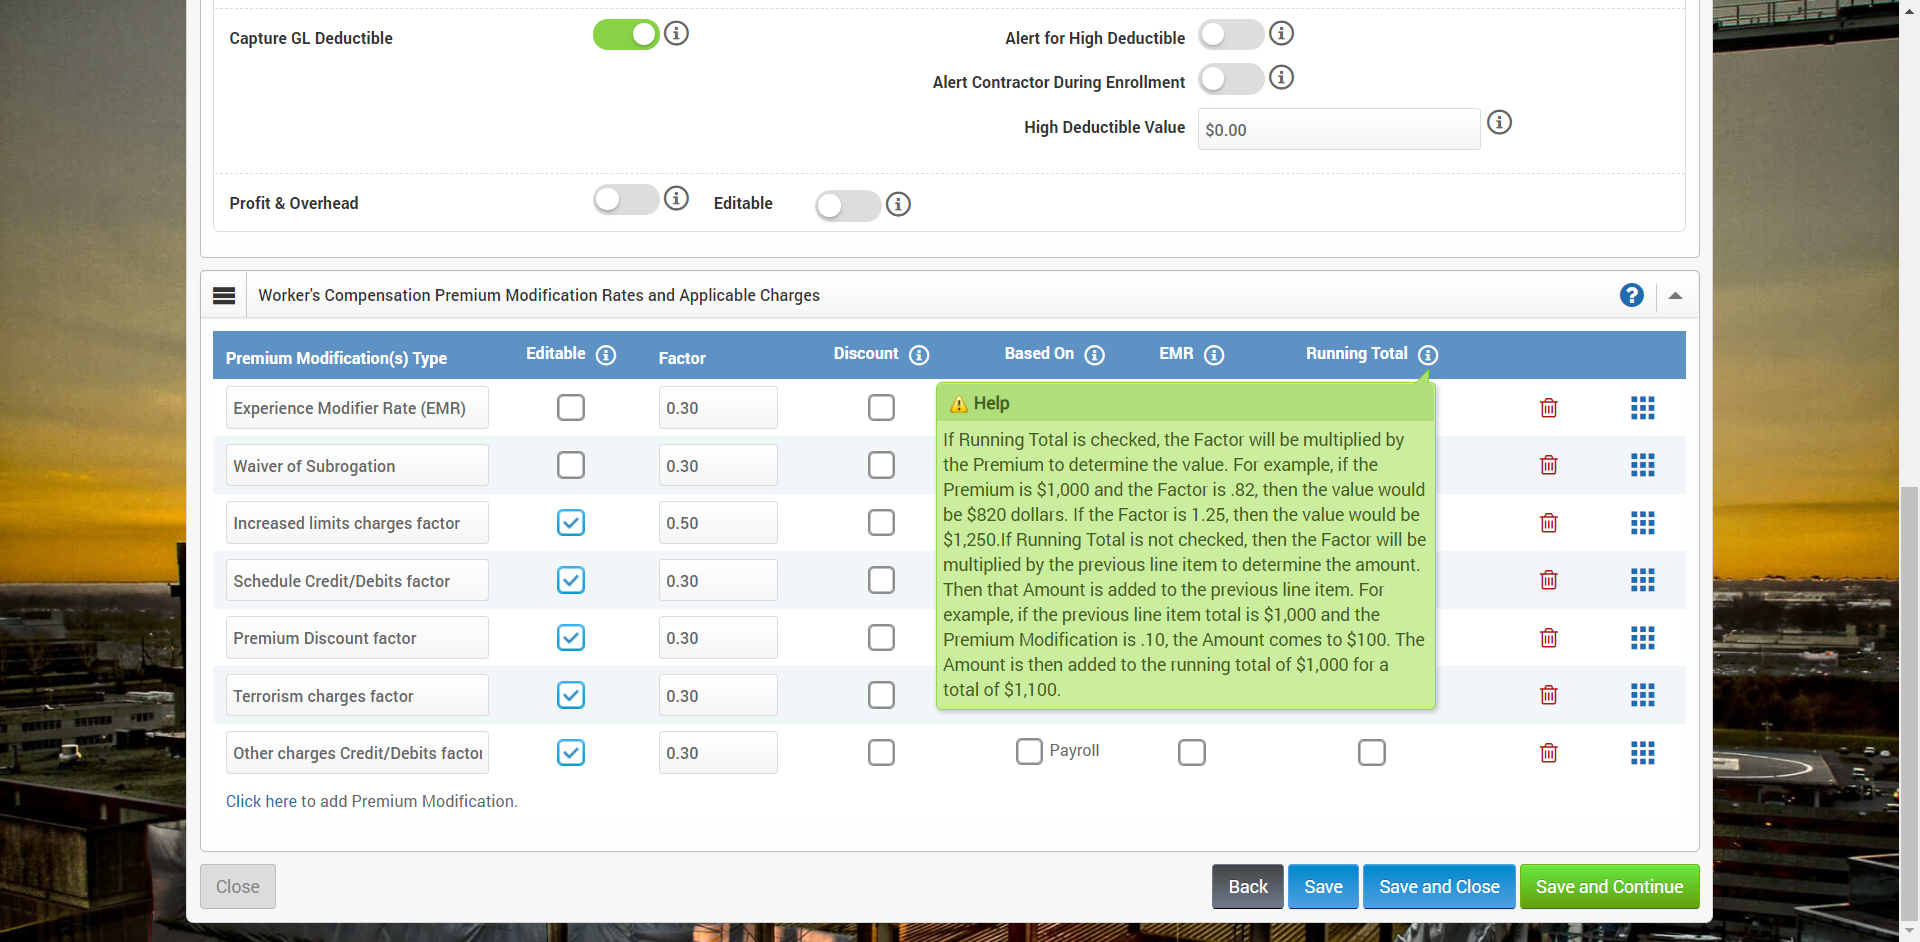 Capture GL Deductible
Alert for High Deductible
Alert Contractor During Enrollment
High Deductible Value $0.00
Profit & Overhead Editable
Worker's Compensation Premium Modification Rates and Applicable Charges
Premium Modification(s) Type Editable Factor Discount Based On EMR Running Total
Experience Modifier Rate (EMR) 0.30
Waiver of Subrogation 0.30
Increased limits charges factor 0.50
Schedule Credit/Debits factor 0.30
Premium Discount factor 0.30
Terrorism charges factor 0.30
Other charges Credit/Debits factor 0.30 Payroll
Help
If Running Total is checked, the Factor will be multiplied by
the Premium to determine the value. For example, if the
Premium is $1,000 and the Factor is .82, then the value would
be $820 dollars. If the Factor is 1.25, then the value would be
$1,250.If Running Total is not checked, then the Factor will be
multiplied by the previous line item to determine the amount.
Then that Amount is added to the previous line item. For
example, if the previous line item total is $1,000 and the
Premium Modification is .10, the Amount comes to $100. The
Amount is then added to the running total of $1,000 for a
total of $1,100.
Click here to add Premium Modification.
Close Back Save Save and Close Save and Continue